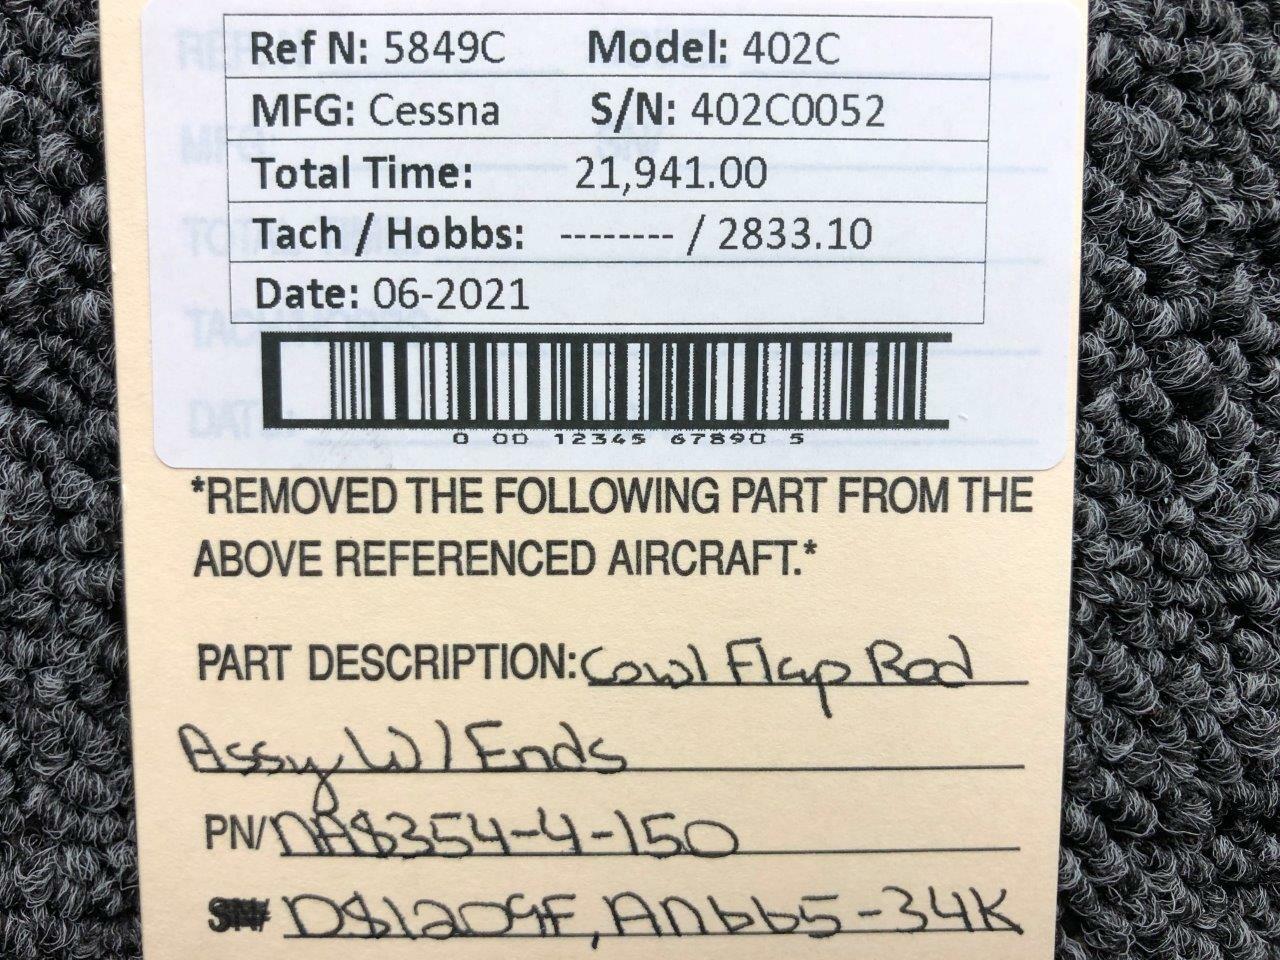 Ref N: 5849C Model: 402C
MFG: Cessna S/N: 402C0052
Total Time: 21,941.00
Tach / Hobbs: -------- / 2833.10
Date: 06-2021
0 00 12345 67890 5
*REMOVED THE FOLLOWING PART FROM THE
ABOVE REFERENCED AIRCRAFT.*
PART DESCRIPTION: Cowl Flap Rod
Assy W/ Ends
PN/ NAS354-4-150
DS1209F, AN665-34K